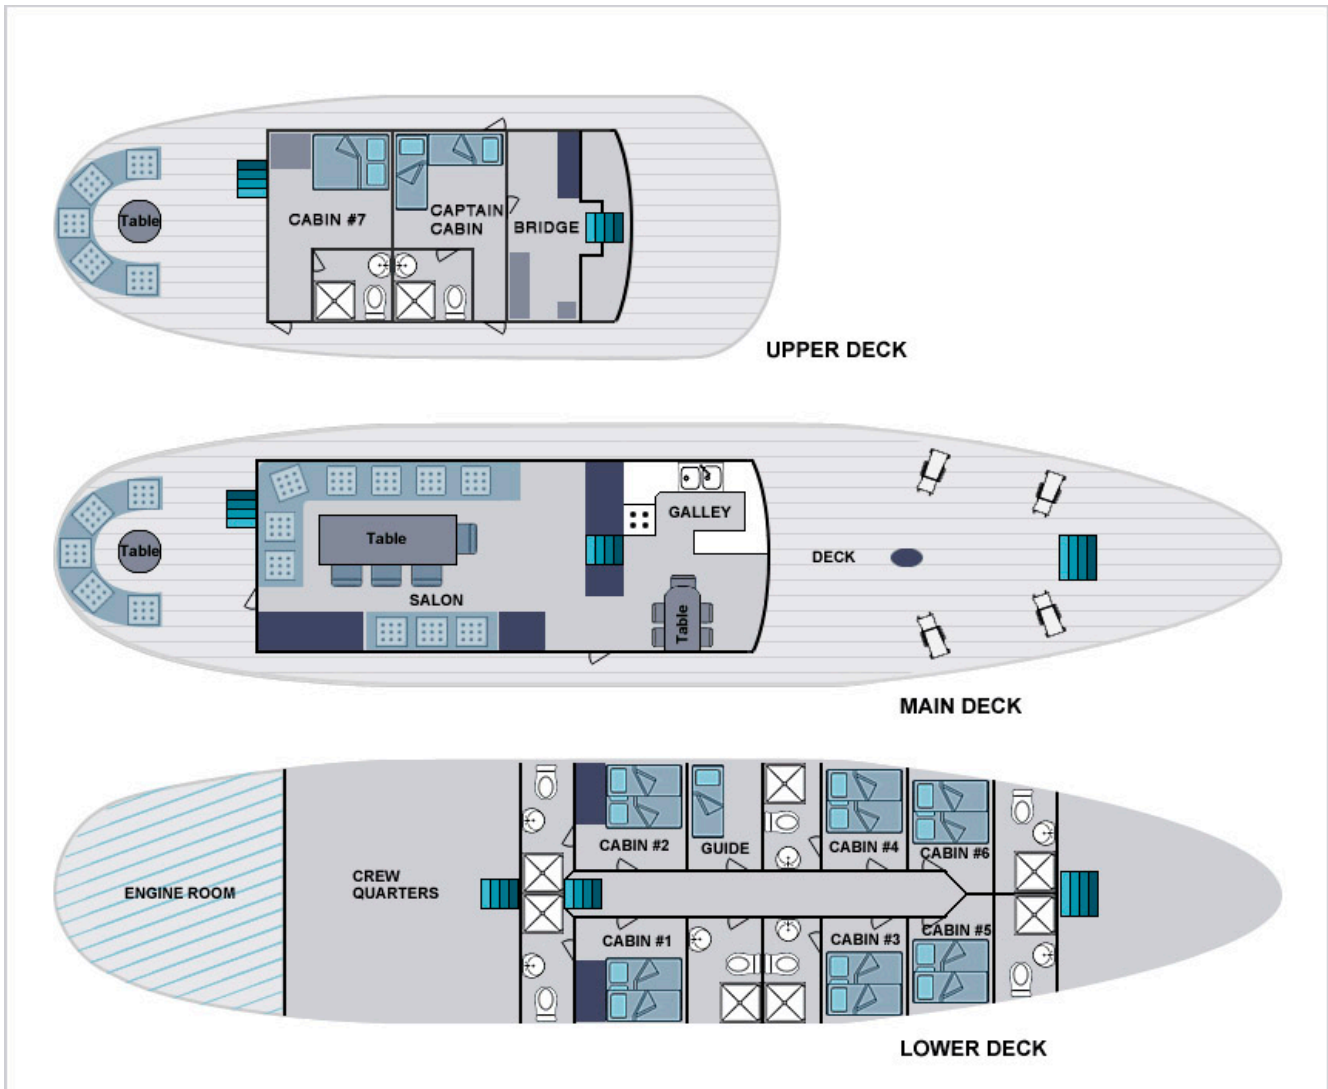 Table
CABIN #7
CAPTAIN
CABIN
BRIDGE
UPPER DECK
Table
Table
SALON
GALLEY
Table
DECK
MAIN DECK
ENGINE ROOM
CREW
QUARTERS
CABIN #2
GUIDE
CABIN #4
CABIN #6
CABIN #1
CABIN #3
CABIN #5
LOWER DECK